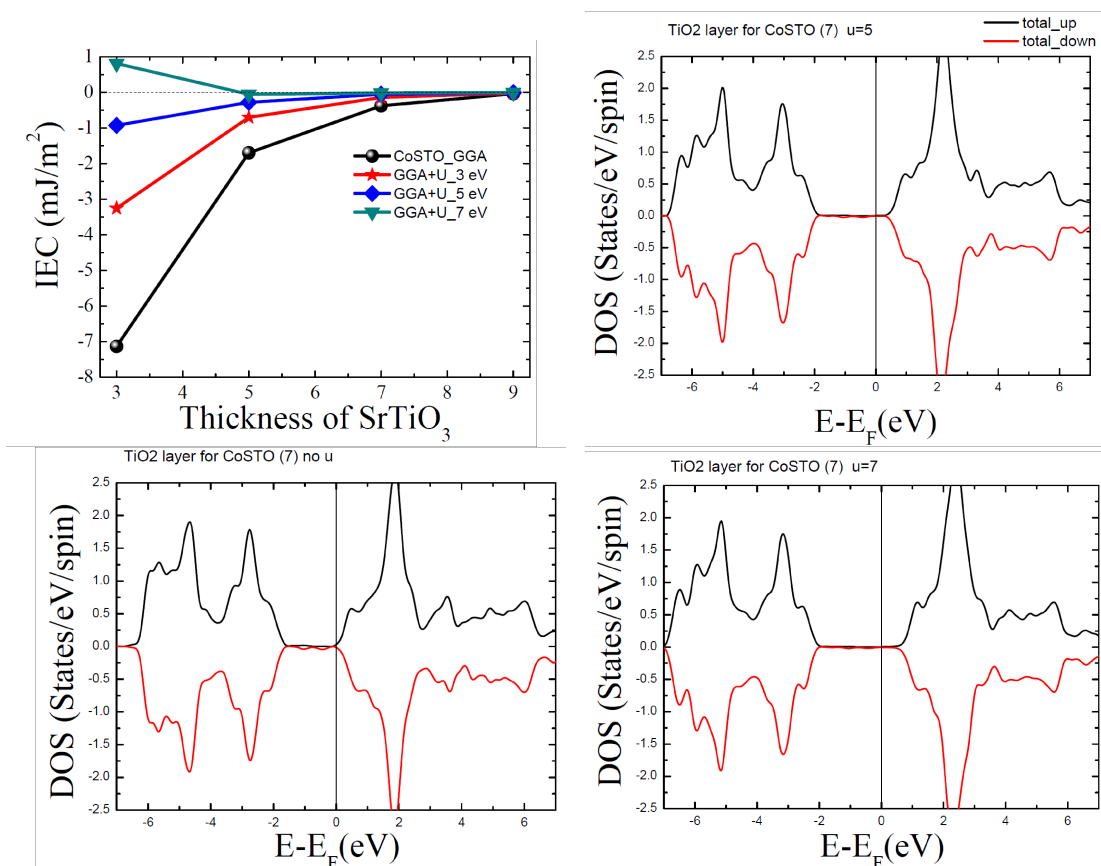 1
0
-1
-2
-3
-4
-5
-6
-7
-8
IEC (mJ/m²)
CoSTO_GGA
GGA+U_3 eV
GGA+U_5 eV
GGA+U_7 eV
3 4 5 6 7 8 9
Thickness of SrTiO₃
TiO2 layer for CoSTO (7) u=5
total_up
total_down
2.5
2.0
1.5
1.0
0.5
0.0
-0.5
-1.0
-1.5
-2.0
-2.5
DOS (States/eV/spin)
-6 -4 -2 0 2 4 6
E-E_F(eV)
TiO2 layer for CoSTO (7) no u
2.5
2.0
1.5
1.0
0.5
0.0
-0.5
-1.0
-1.5
-2.0
-2.5
DOS (States/eV/spin)
-6 -4 -2 0 2 4 6
E-E_F(eV)
TiO2 layer for CoSTO (7) u=7
2.5
2.0
1.5
1.0
0.5
0.0
-0.5
-1.0
-1.5
-2.0
-2.5
DOS (States/eV/spin)
-6 -4 -2 0 2 4 6
E-E_F(eV)